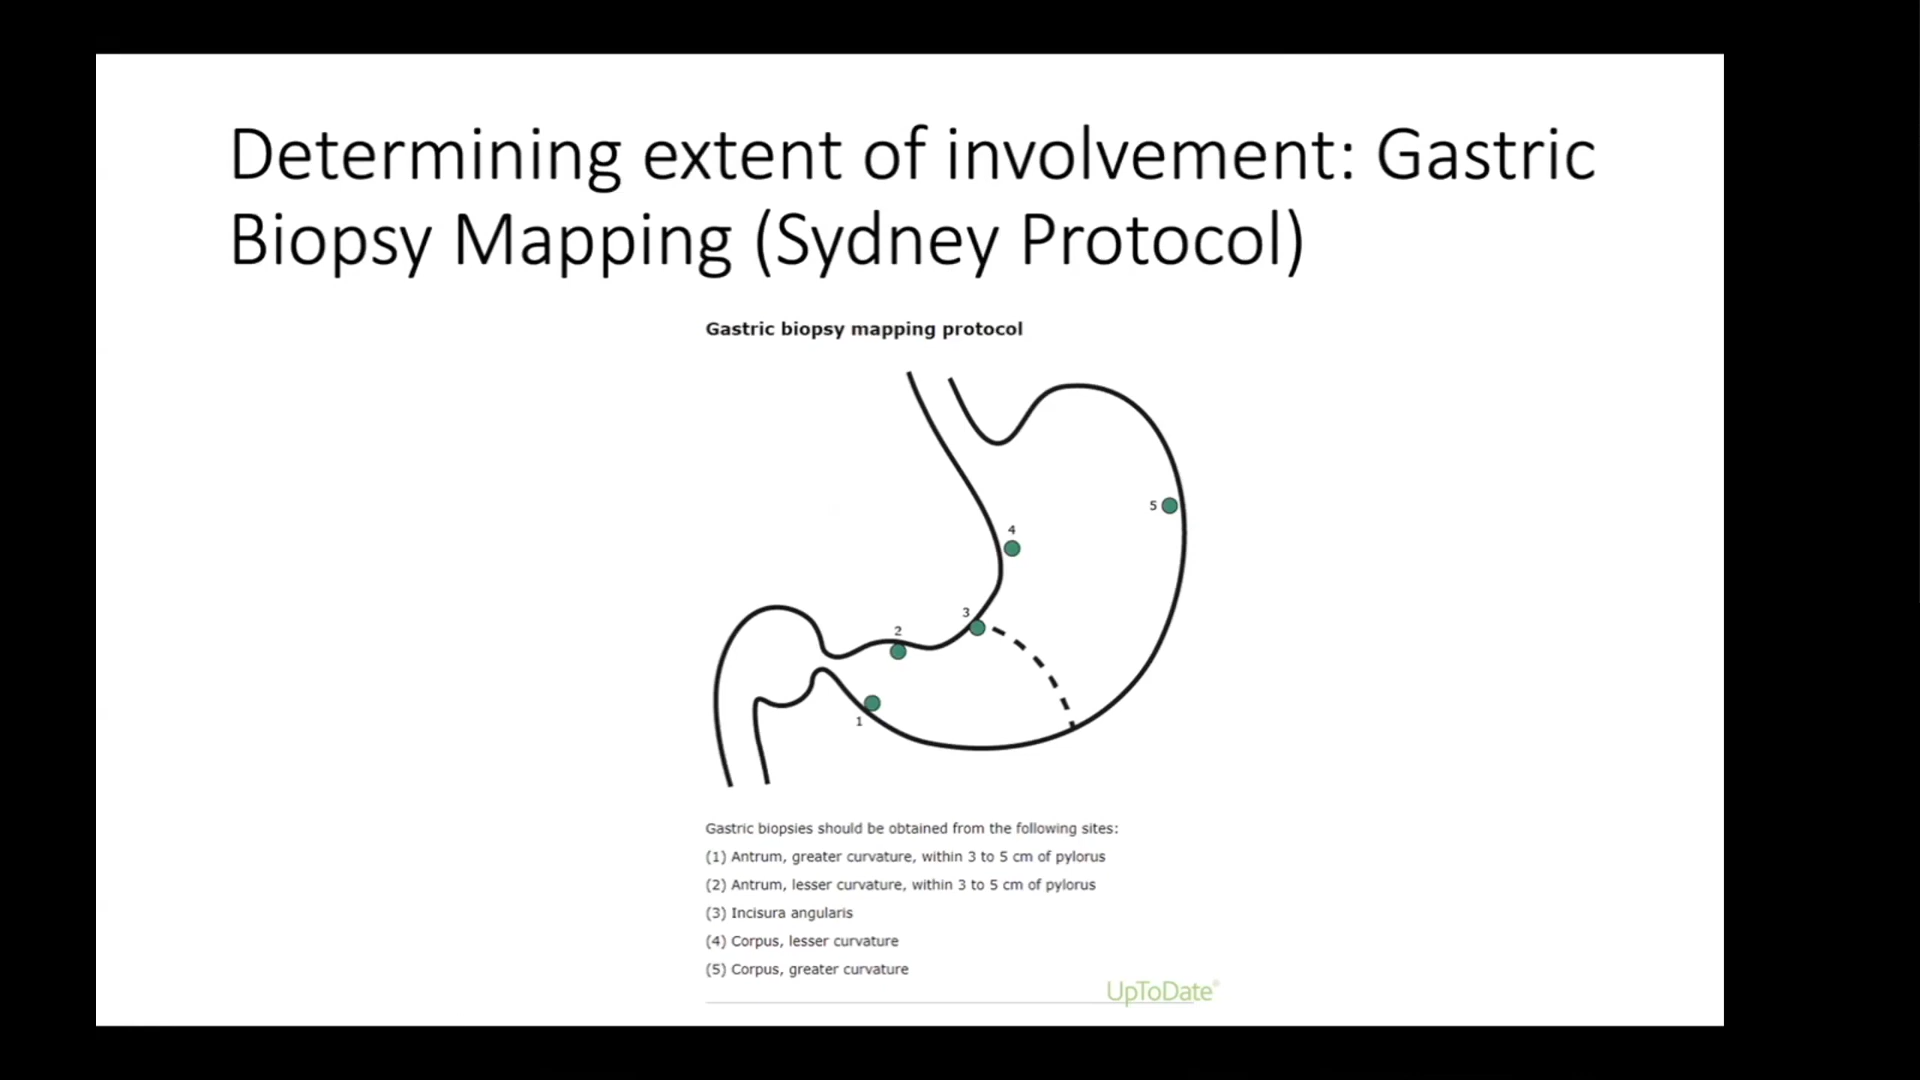 Determining extent of involvement: Gastric
Biopsy Mapping (Sydney Protocol)
Gastric biopsy mapping protocol
5
4
3
2
1
Gastric biopsies should be obtained from the following sites:
(1) Antrum, greater curvature, within 3 to 5 cm of pylorus
(2) Antrum, lesser curvature, within 3 to 5 cm of pylorus
(3) Incisura angularis
(4) Corpus, lesser curvature
(5) Corpus, greater curvature
UpToDate®